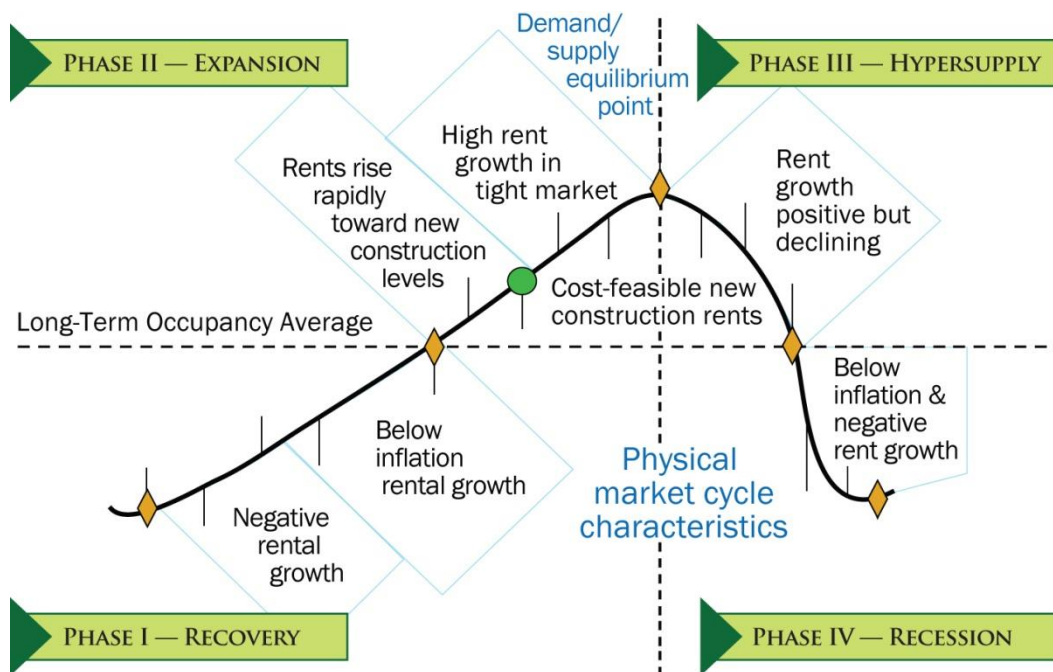 PHASE II — EXPANSION
Demand/
supply
equilibrium
point
PHASE III — HYPERSUPPLY
High rent
growth in
tight market
Rents rise
rapidly
toward new
construction
levels
Rent
growth
positive but
declining
Cost-feasible new
construction rents
Long-Term Occupancy Average
Below
inflation &
negative
rent growth
Below
inflation
rental growth
Physical
market cycle
characteristics
Negative
rental
growth
PHASE I — RECOVERY
PHASE IV — RECESSION